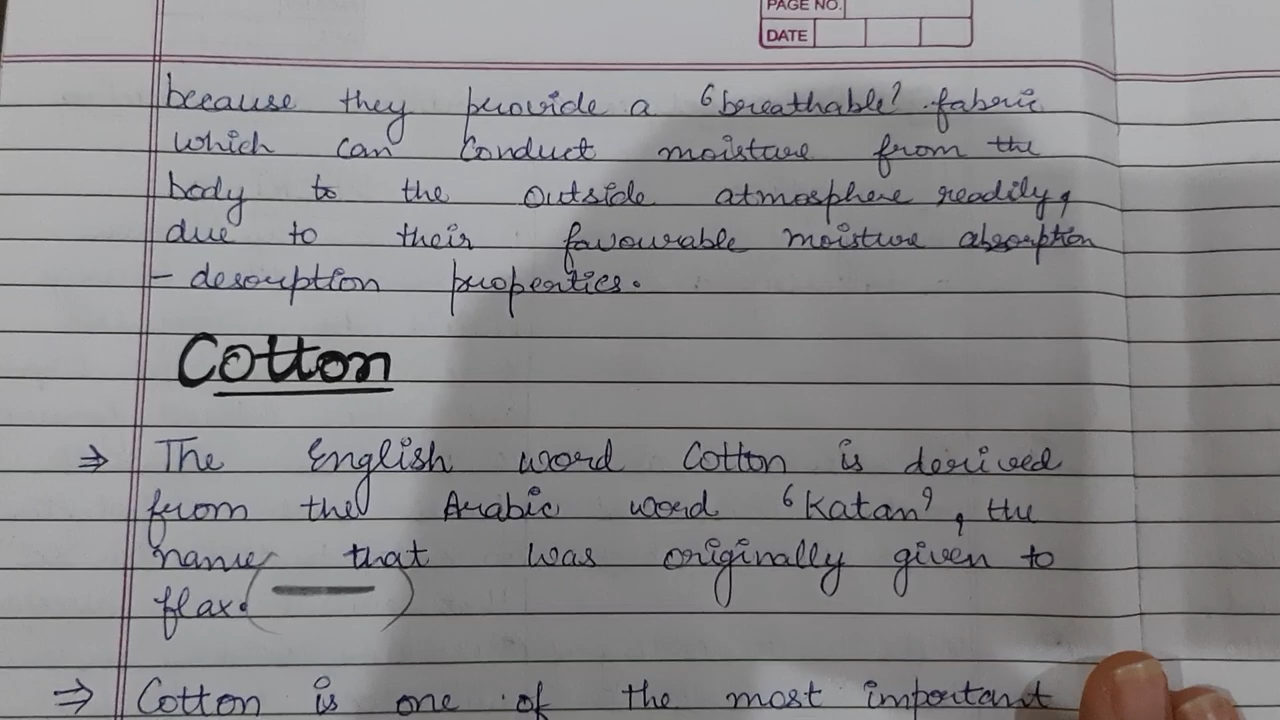 PAGE NO.
DATE
because they provide a ‘breathable’ fabric
which can conduct moisture from the
body to the outside atmosphere readily,
due to their favourable moisture absorption
- desorption properties.
Cotton
⇒ The English word Cotton is derived
from the Arabic word ‘Katan’, the
name that was originally given to
flax.
⇒ Cotton is one of the most important